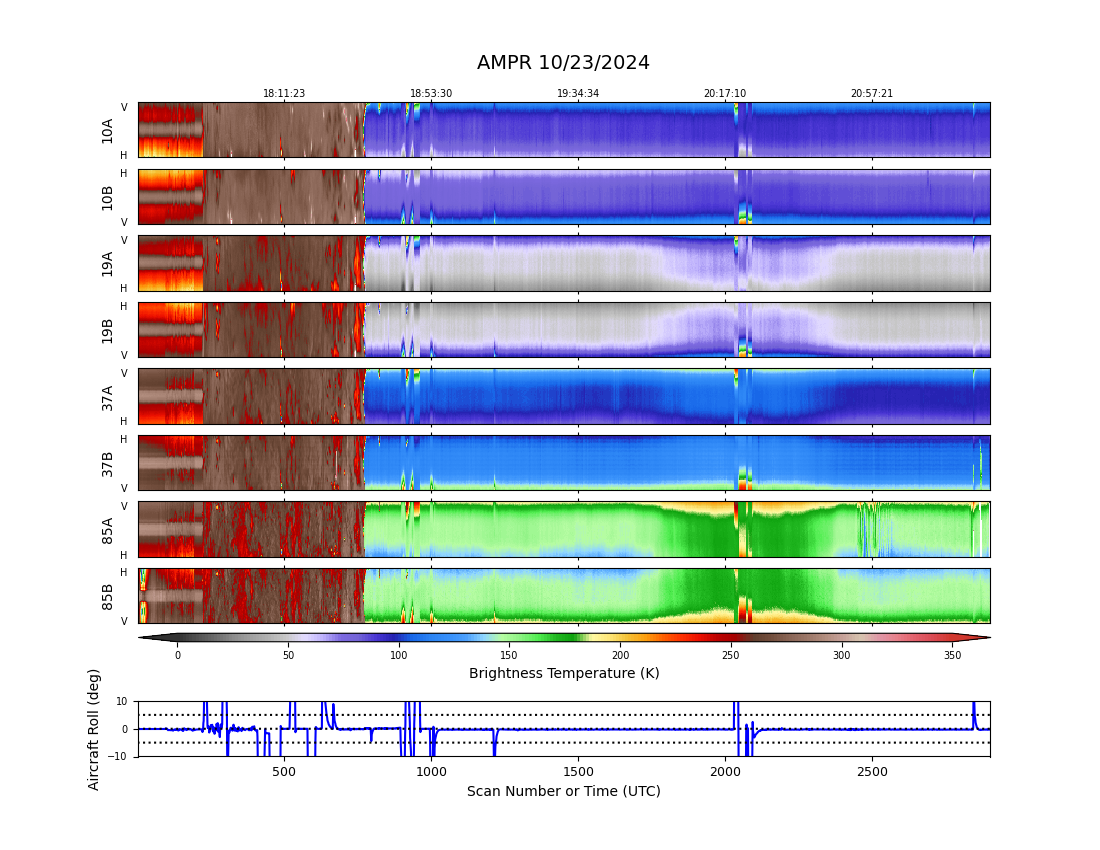 AMPR 10/23/2024
18:11:23 18:53:30 19:34:34 20:17:10 20:57:21
V
10A
H
H
10B
V
V
19A
H
H
19B
V
V
37A
H
H
37B
V
V
85A
H
H
85B
V
0 50 100 150 200 250 300 350
Brightness Temperature (K)
Aircraft Roll (deg)
10
0
−10
500 1000 1500 2000 2500
Scan Number or Time (UTC)